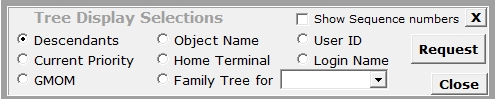 Tree Display Selections Show Sequence numbers X
Descendants Object Name User ID
Current Priority Home Terminal Login Name
Request
GMOM Family Tree for
Close